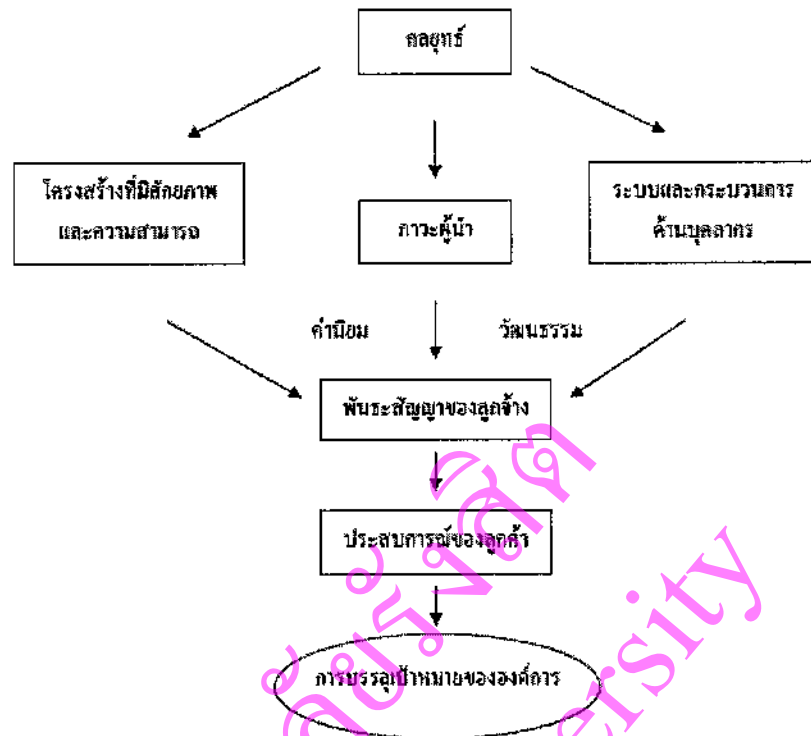 กลยุทธ์
โครงสร้างที่มีศักยภาพ
และความสามารถ
ภาวะผู้นำ
ระบบและกระบวนการ
ด้านบุคลากร
ค่านิยม
วัฒนธรรม
พันธะสัญญาของลูกจ้าง
ประสบการณ์ของลูกค้า
การบรรลุเป้าหมายขององค์การ
ลัยรังสิต
versity